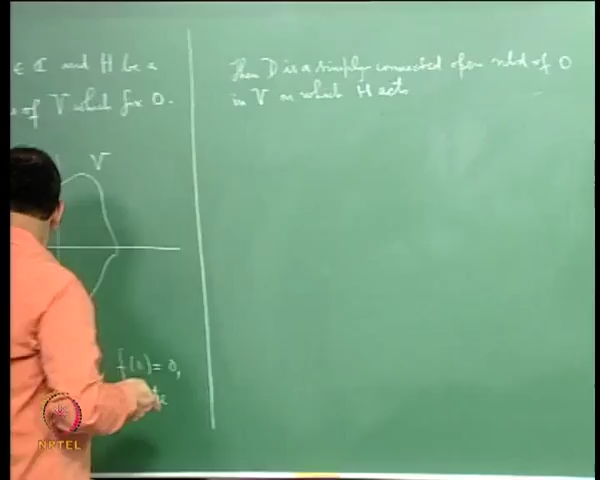 ∈ ℂ and H be a
of V which fix 0.
V
f(0) = 0,
Then D is a simply connected open nbd of 0
in V on which H acts
NPTEL